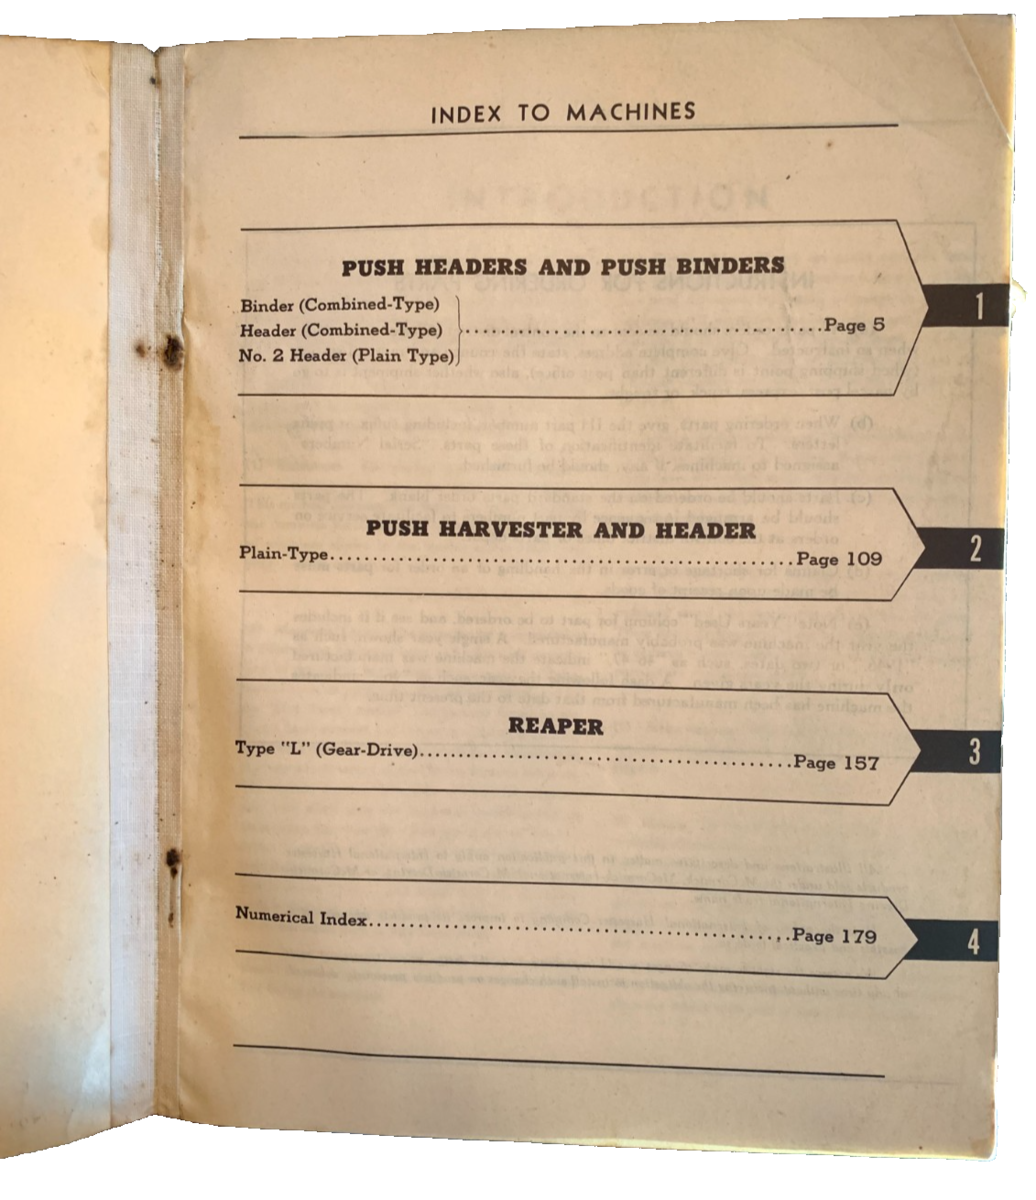 INDEX TO MACHINES
PUSH HEADERS AND PUSH BINDERS
Binder (Combined-Type)
Header (Combined-Type)
No. 2 Header (Plain Type)
Page 5
1
PUSH HARVESTER AND HEADER
Plain-Type Page 109
2
REAPER
Type "L" (Gear-Drive) Page 157
3
Numerical Index Page 179
4